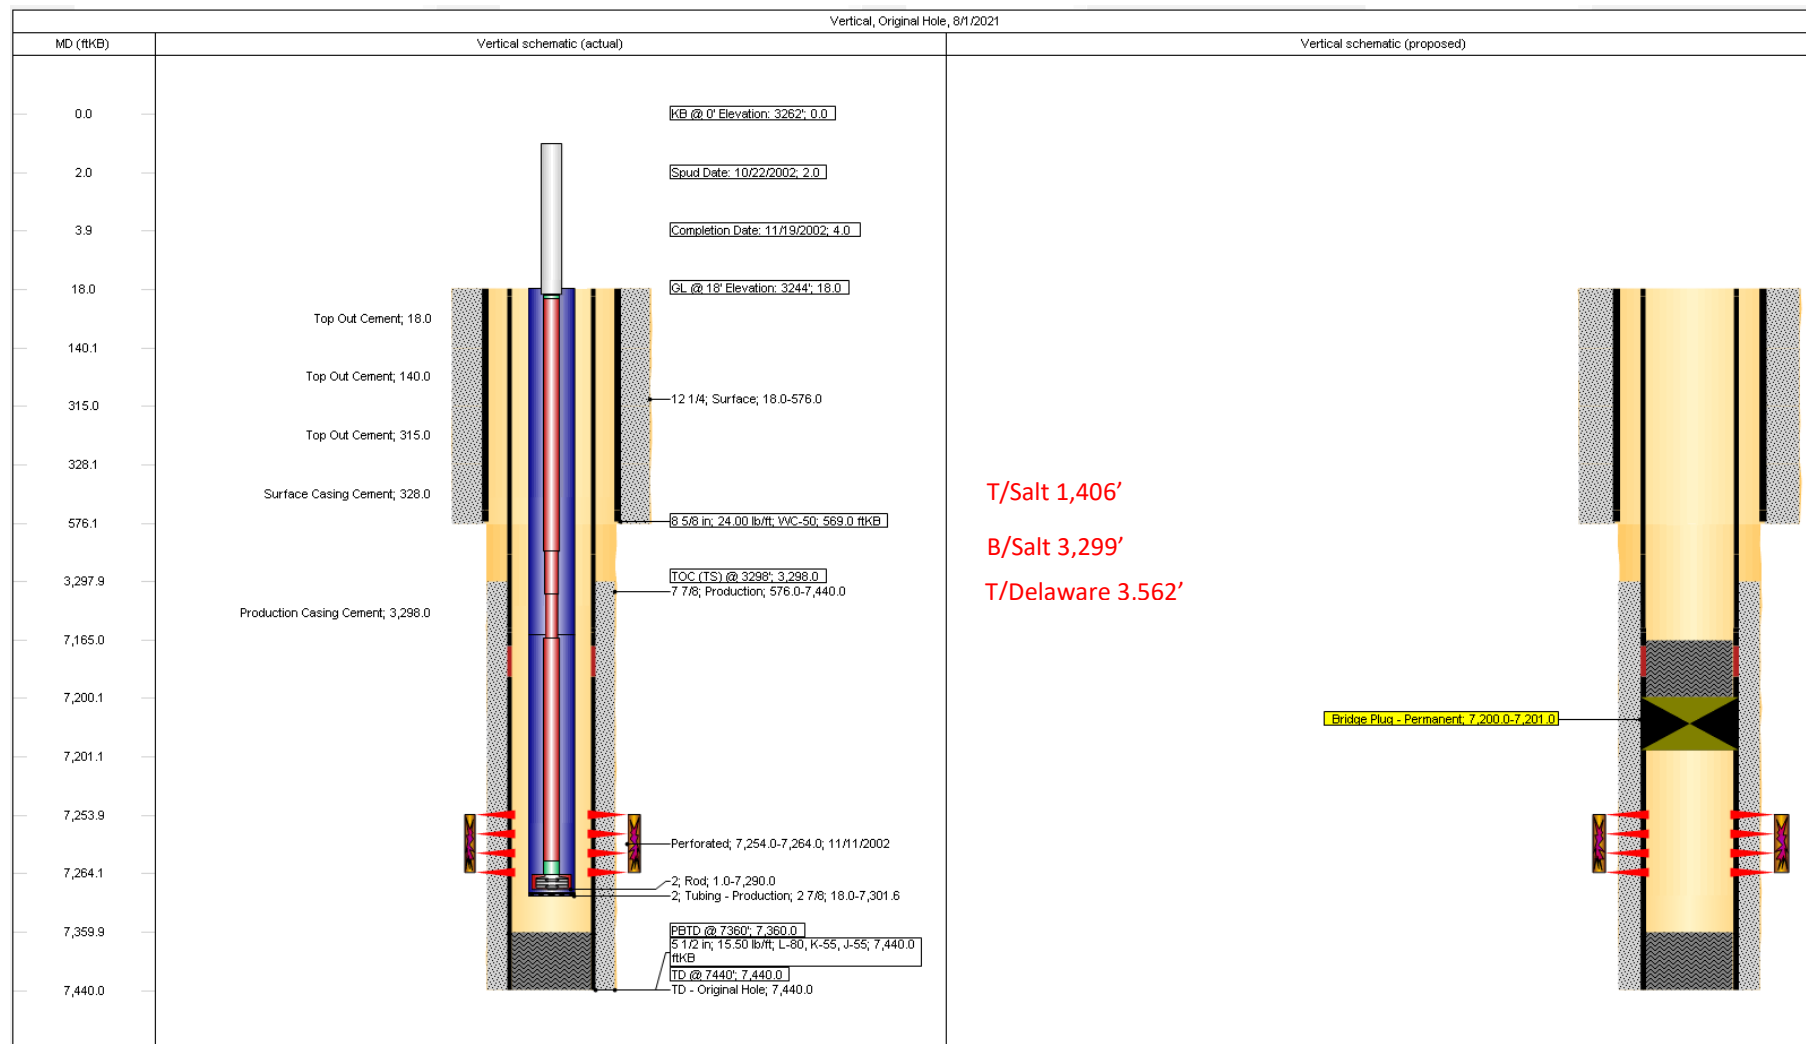 Vertical, Original Hole, 8/1/2021
MD (ftKB)
Vertical schematic (actual)
Vertical schematic (proposed)
0.0
KB @ 0' Elevation: 3262'; 0.0
2.0
Spud Date: 10/22/2002; 2.0
3.9
Completion Date: 11/19/2002; 4.0
18.0
GL @ 18' Elevation: 3244'; 18.0
Top Out Cement; 18.0
140.1
Top Out Cement; 140.0
12 1/4; Surface; 18.0-576.0
315.0
Top Out Cement; 315.0
328.1
Surface Casing Cement; 328.0
T/Salt 1,406’
576.1
8 5/8 in; 24.00 lb/ft; WC-50; 569.0 ftKB
B/Salt 3,299’
3,297.9
TOC (TS) @ 3298'; 3,298.0
7 7/8; Production; 576.0-7,440.0
T/Delaware 3.562’
Production Casing Cement; 3,298.0
7,165.0
7,200.1
Bridge Plug - Permanent; 7,200.0-7,201.0
7,201.1
7,253.9
Perforated; 7,254.0-7,264.0; 11/11/2002
7,264.1
2; Rod; 1.0-7,290.0
2; Tubing - Production; 2 7/8; 18.0-7,301.6
7,359.9
PBTD @ 7360'; 7,360.0
5 1/2 in; 15.50 lb/ft; L-80, K-55, J-55; 7,440.0
ftKB
TD @ 7440'; 7,440.0
7,440.0
TD - Original Hole; 7,440.0